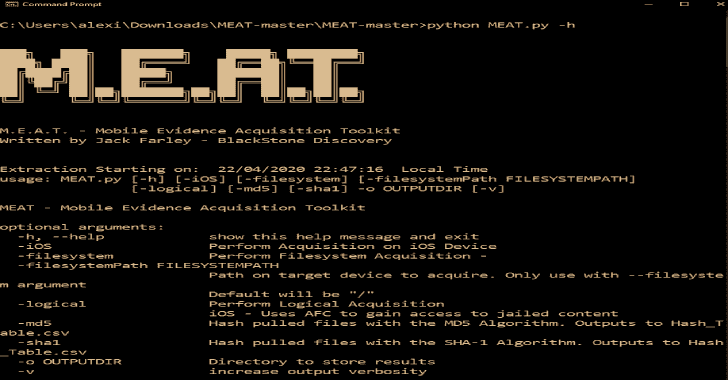 Command Prompt
C:\Users\alexi\Downloads\MEAT-master\MEAT-master>python MEAT.py -h
M.E.A.T.
M.E.A.T. - Mobile Evidence Acquisition Toolkit
Written by Jack Farley - BlackStone Discovery
Extraction Starting on:  22/04/2020 22:47:16  Local Time
usage: MEAT.py [-h] [-iOS] [-filesystem] [-filesystemPath FILESYSTEMPATH]
[-logical] [-md5] [-sha1] -o OUTPUTDIR [-v]
MEAT - Mobile Evidence Acquisition Toolkit
optional arguments:
-h, --help            show this help message and exit
-iOS                  Perform Acquisition on iOS Device
-filesystem           Perform Filesystem Acquisition -
-filesystemPath FILESYSTEMPATH
Path on target device to acquire. Only use with --filesyste
m argument
Default will be "/"
-logical              Perform Logical Acquisition
iOS - Uses AFC to gain access to jailed content
-md5                  Hash pulled files with the MD5 Algorithm. Outputs to Hash_T
able.csv
-sha1                 Hash pulled files with the SHA-1 Algorithm. Outputs to Hash
_Table.csv
-o OUTPUTDIR          Directory to store results
-v                    increase output verbosity